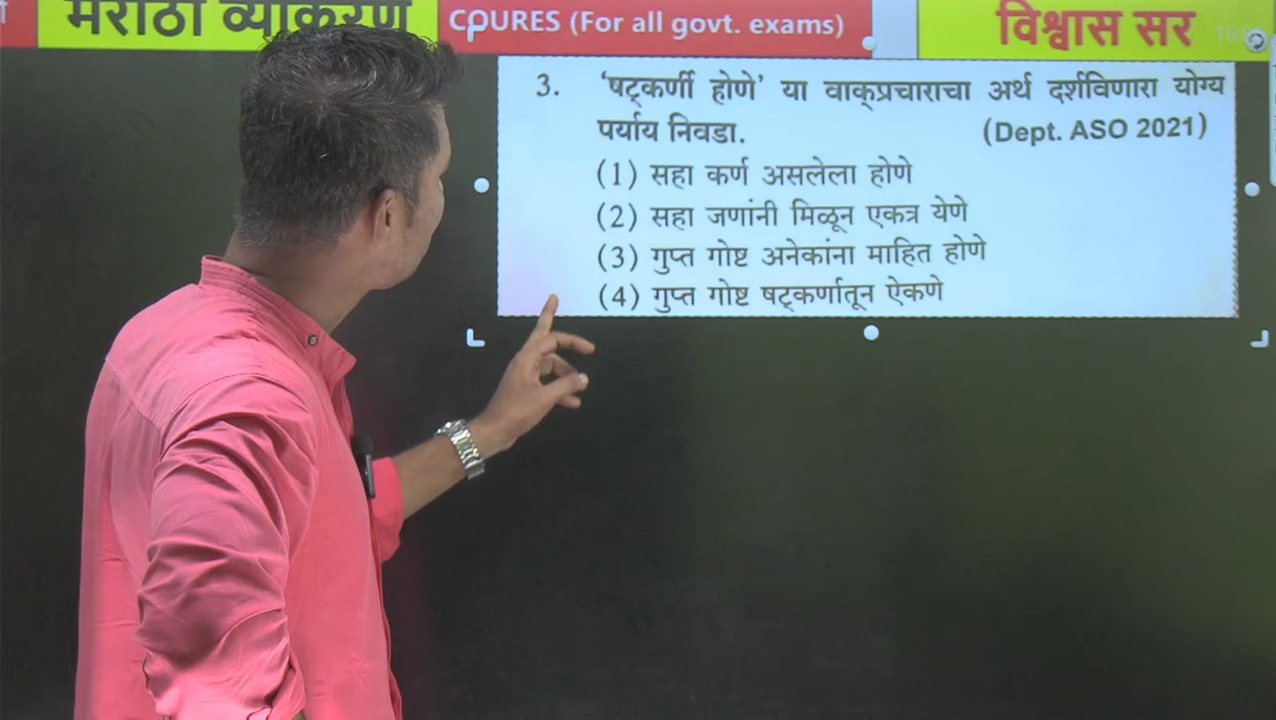 मराठी व्याकरण
COURES (For all govt. exams)
विश्वास सर
3. 'षट्कर्णी होणे' या वाक्‌प्रचाराचा अर्थ दर्शविणारा योग्य
पर्याय निवडा. (Dept. ASO 2021)
(1) सहा कर्ण असलेला होणे
(2) सहा जणांनी मिळून एकत्र येणे
(3) गुप्त गोष्ट अनेकांना माहित होणे
(4) गुप्त गोष्ट षट्कर्णातून ऐकणे